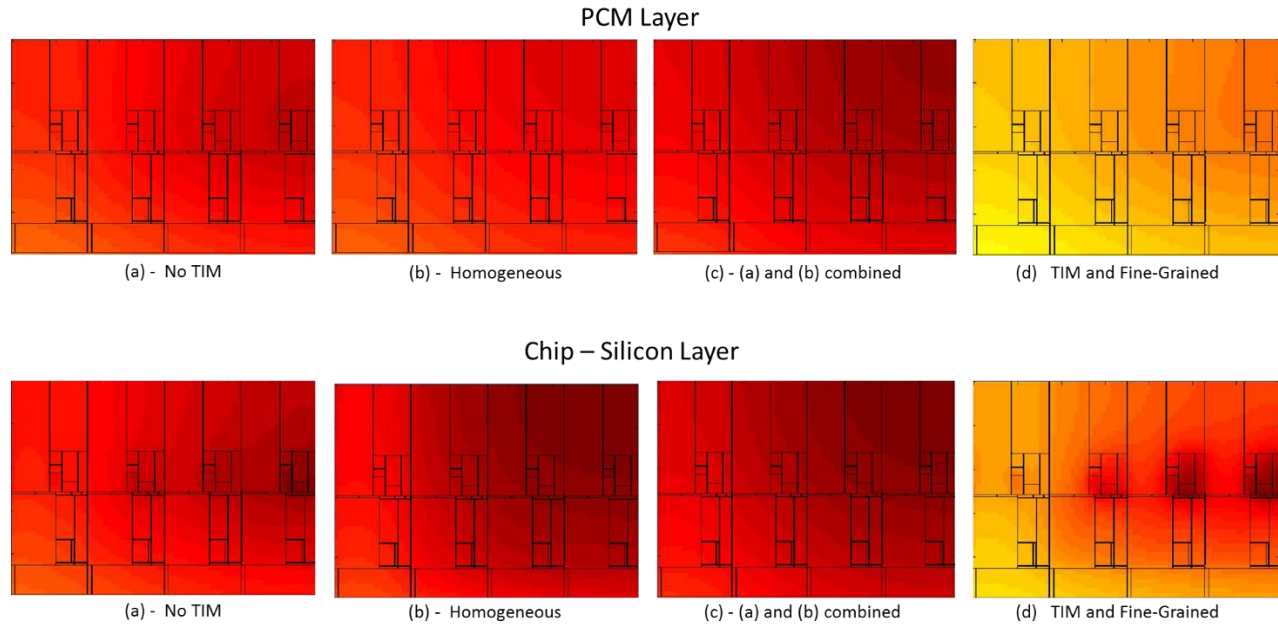 PCM Layer
(a) - No TIM
(b) - Homogeneous
(c) - (a) and (b) combined
(d) TIM and Fine-Grained
Chip – Silicon Layer
(a) - No TIM
(b) - Homogeneous
(c) - (a) and (b) combined
(d) TIM and Fine-Grained